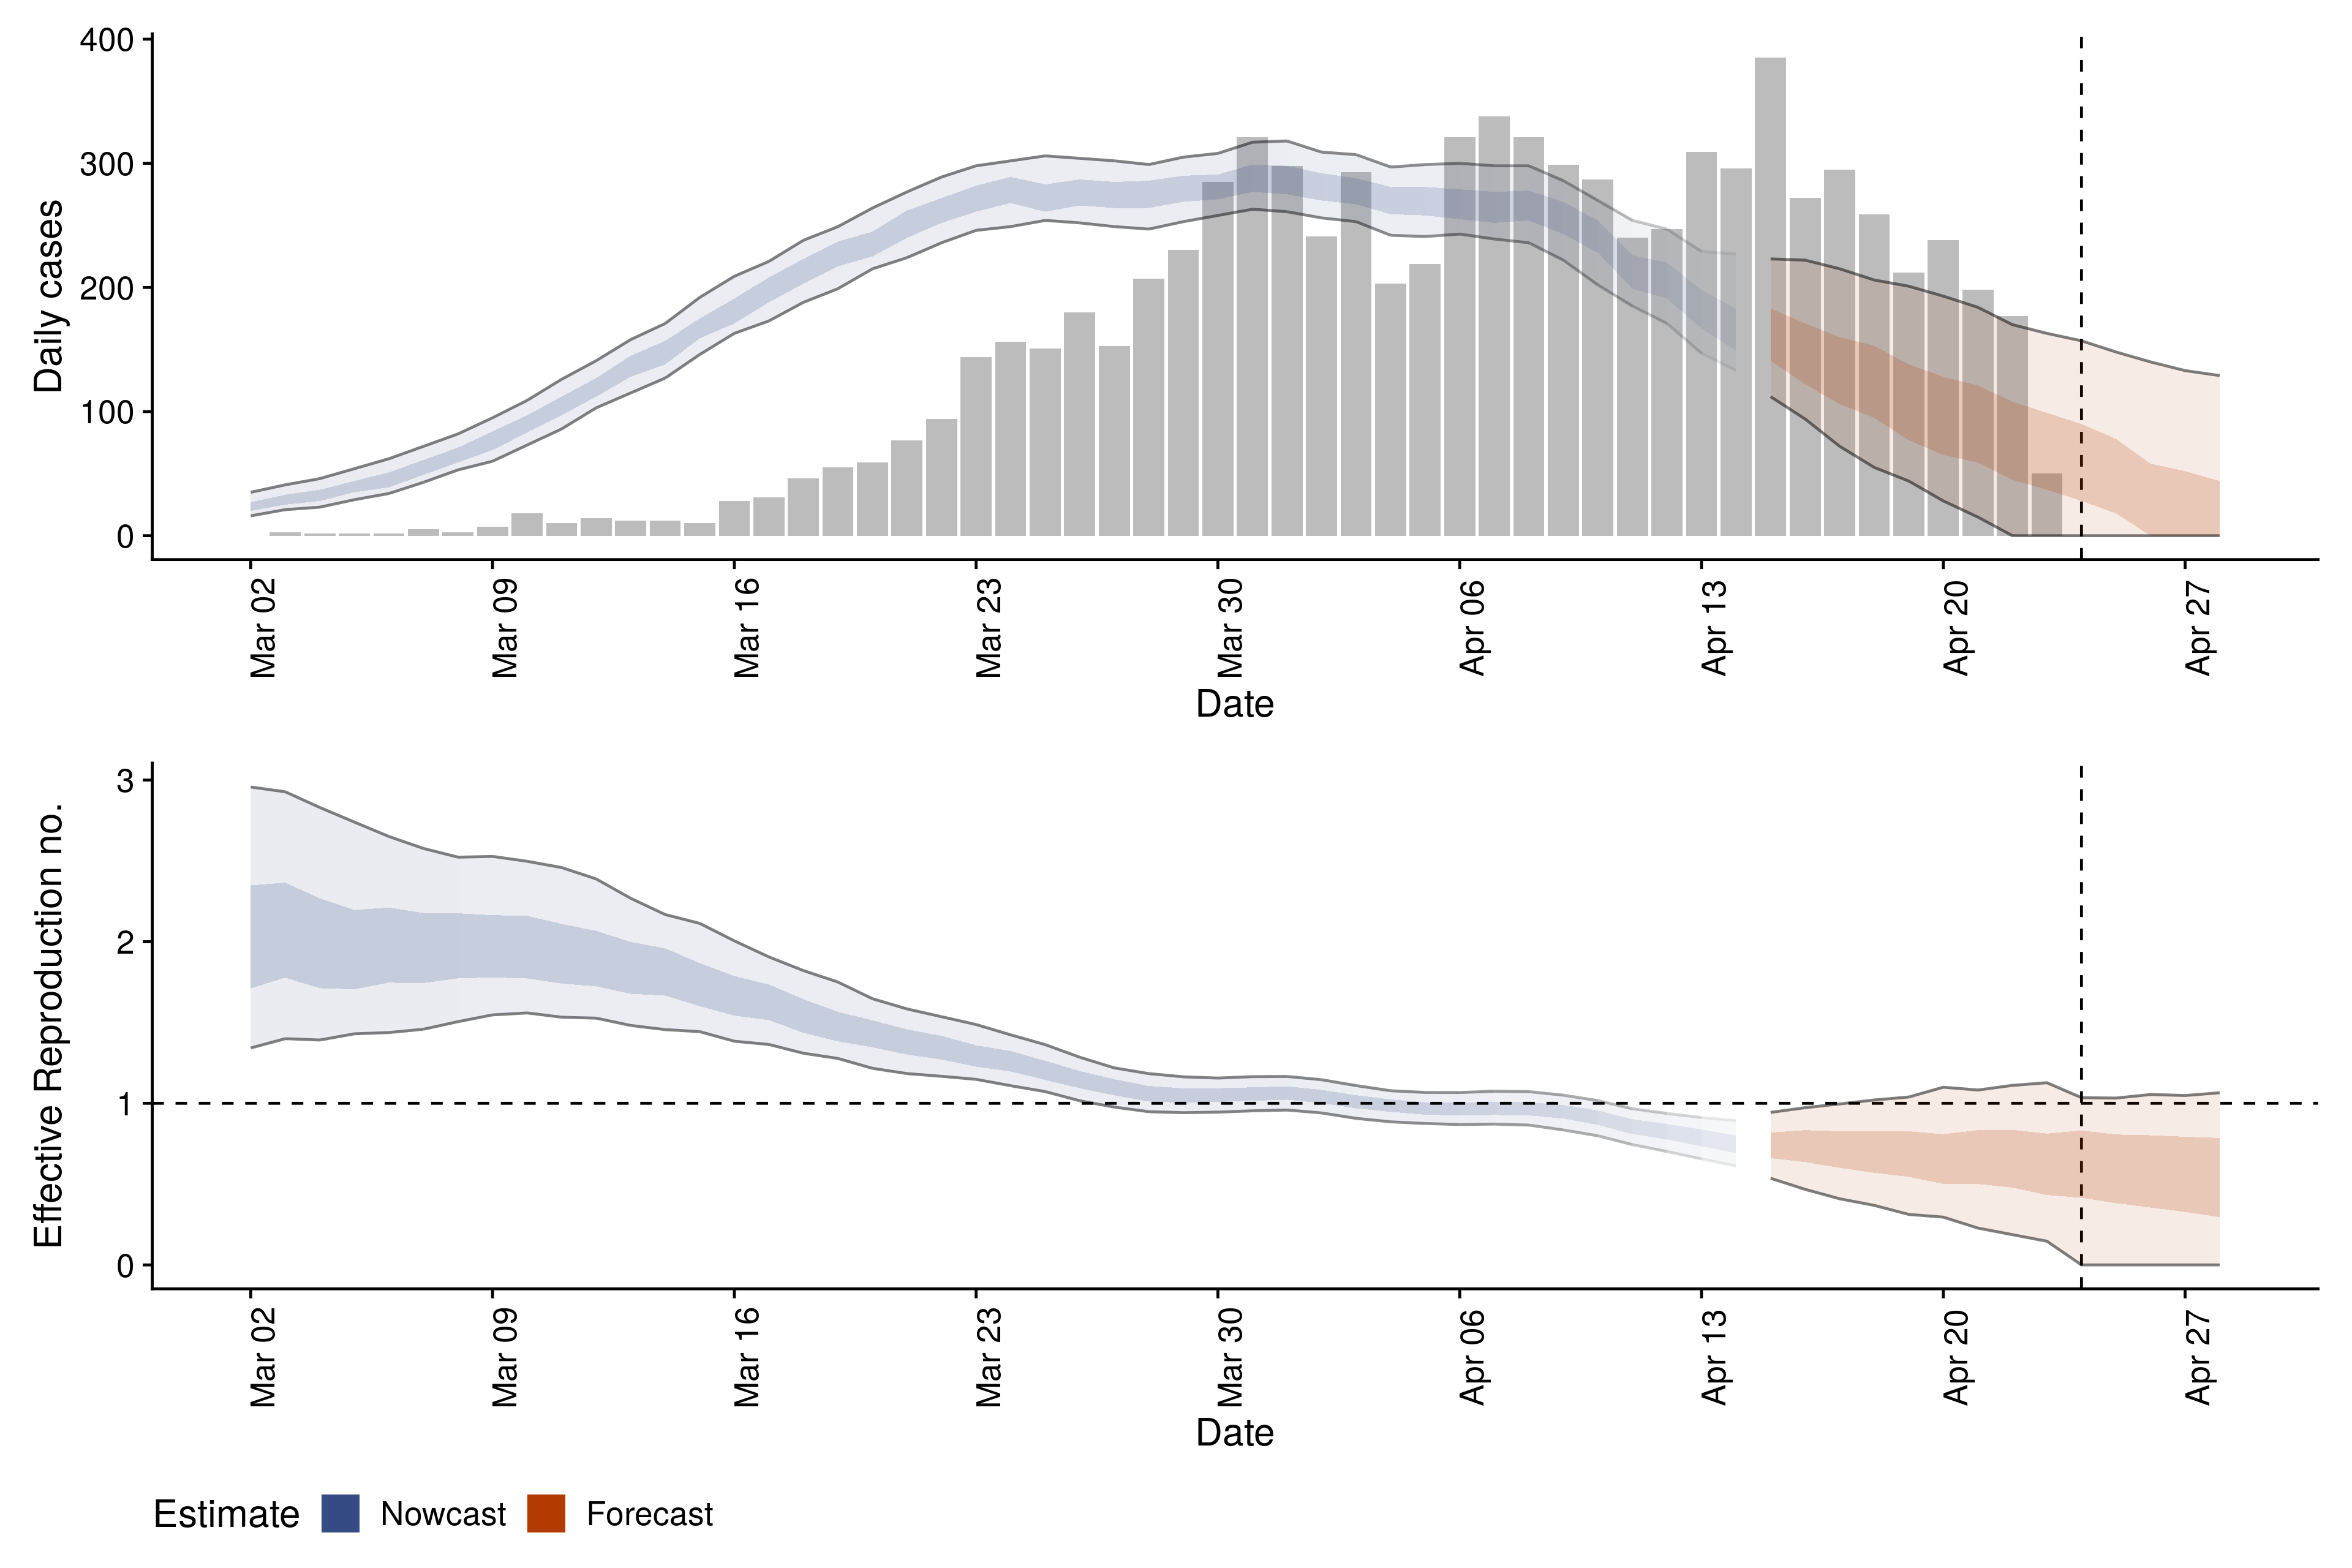 400
300
200
100
0
Daily cases
Mar 02
Mar 09
Mar 16
Mar 23
Mar 30
Apr 06
Apr 13
Apr 20
Apr 27
Date
3
2
1
0
Effective Reproduction no.
Mar 02
Mar 09
Mar 16
Mar 23
Mar 30
Apr 06
Apr 13
Apr 20
Apr 27
Date
Estimate Nowcast Forecast